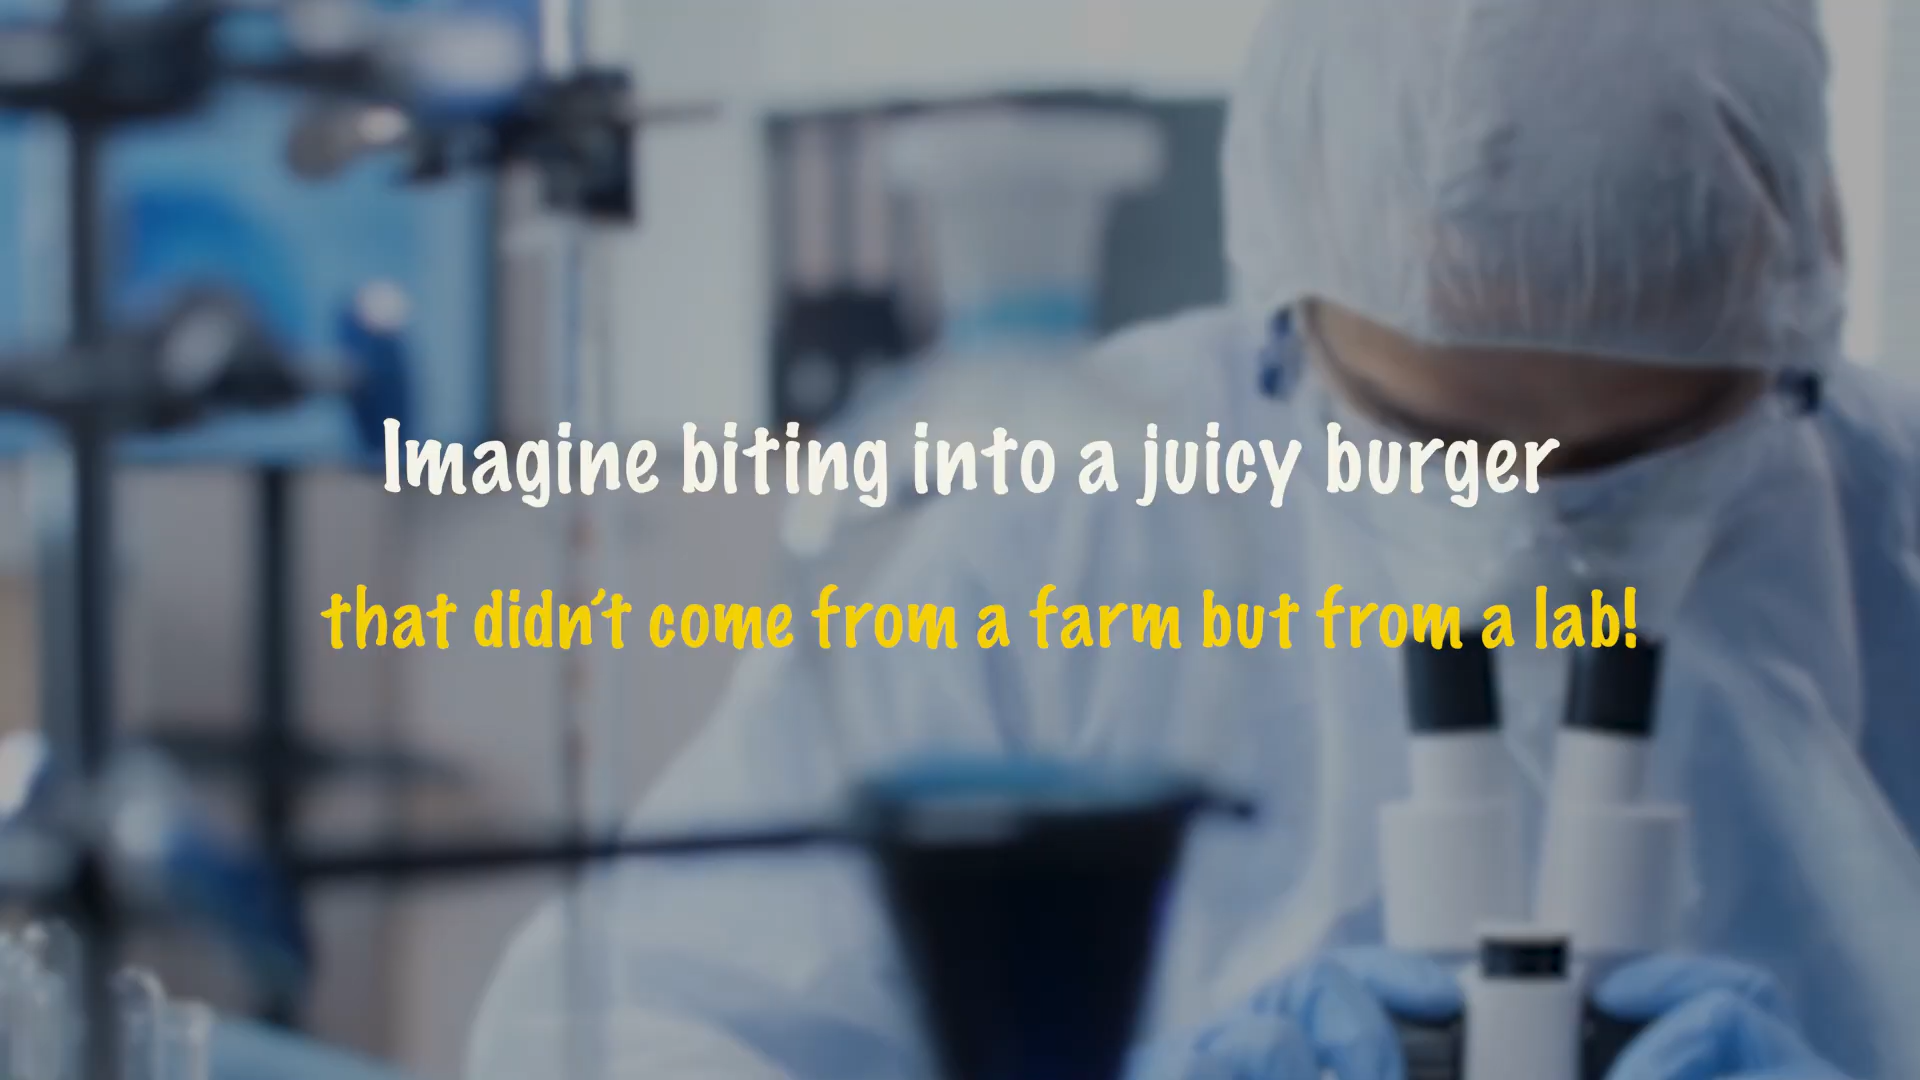 Imagine biting into a juicy burger
that didn't come from a farm but from a lab!